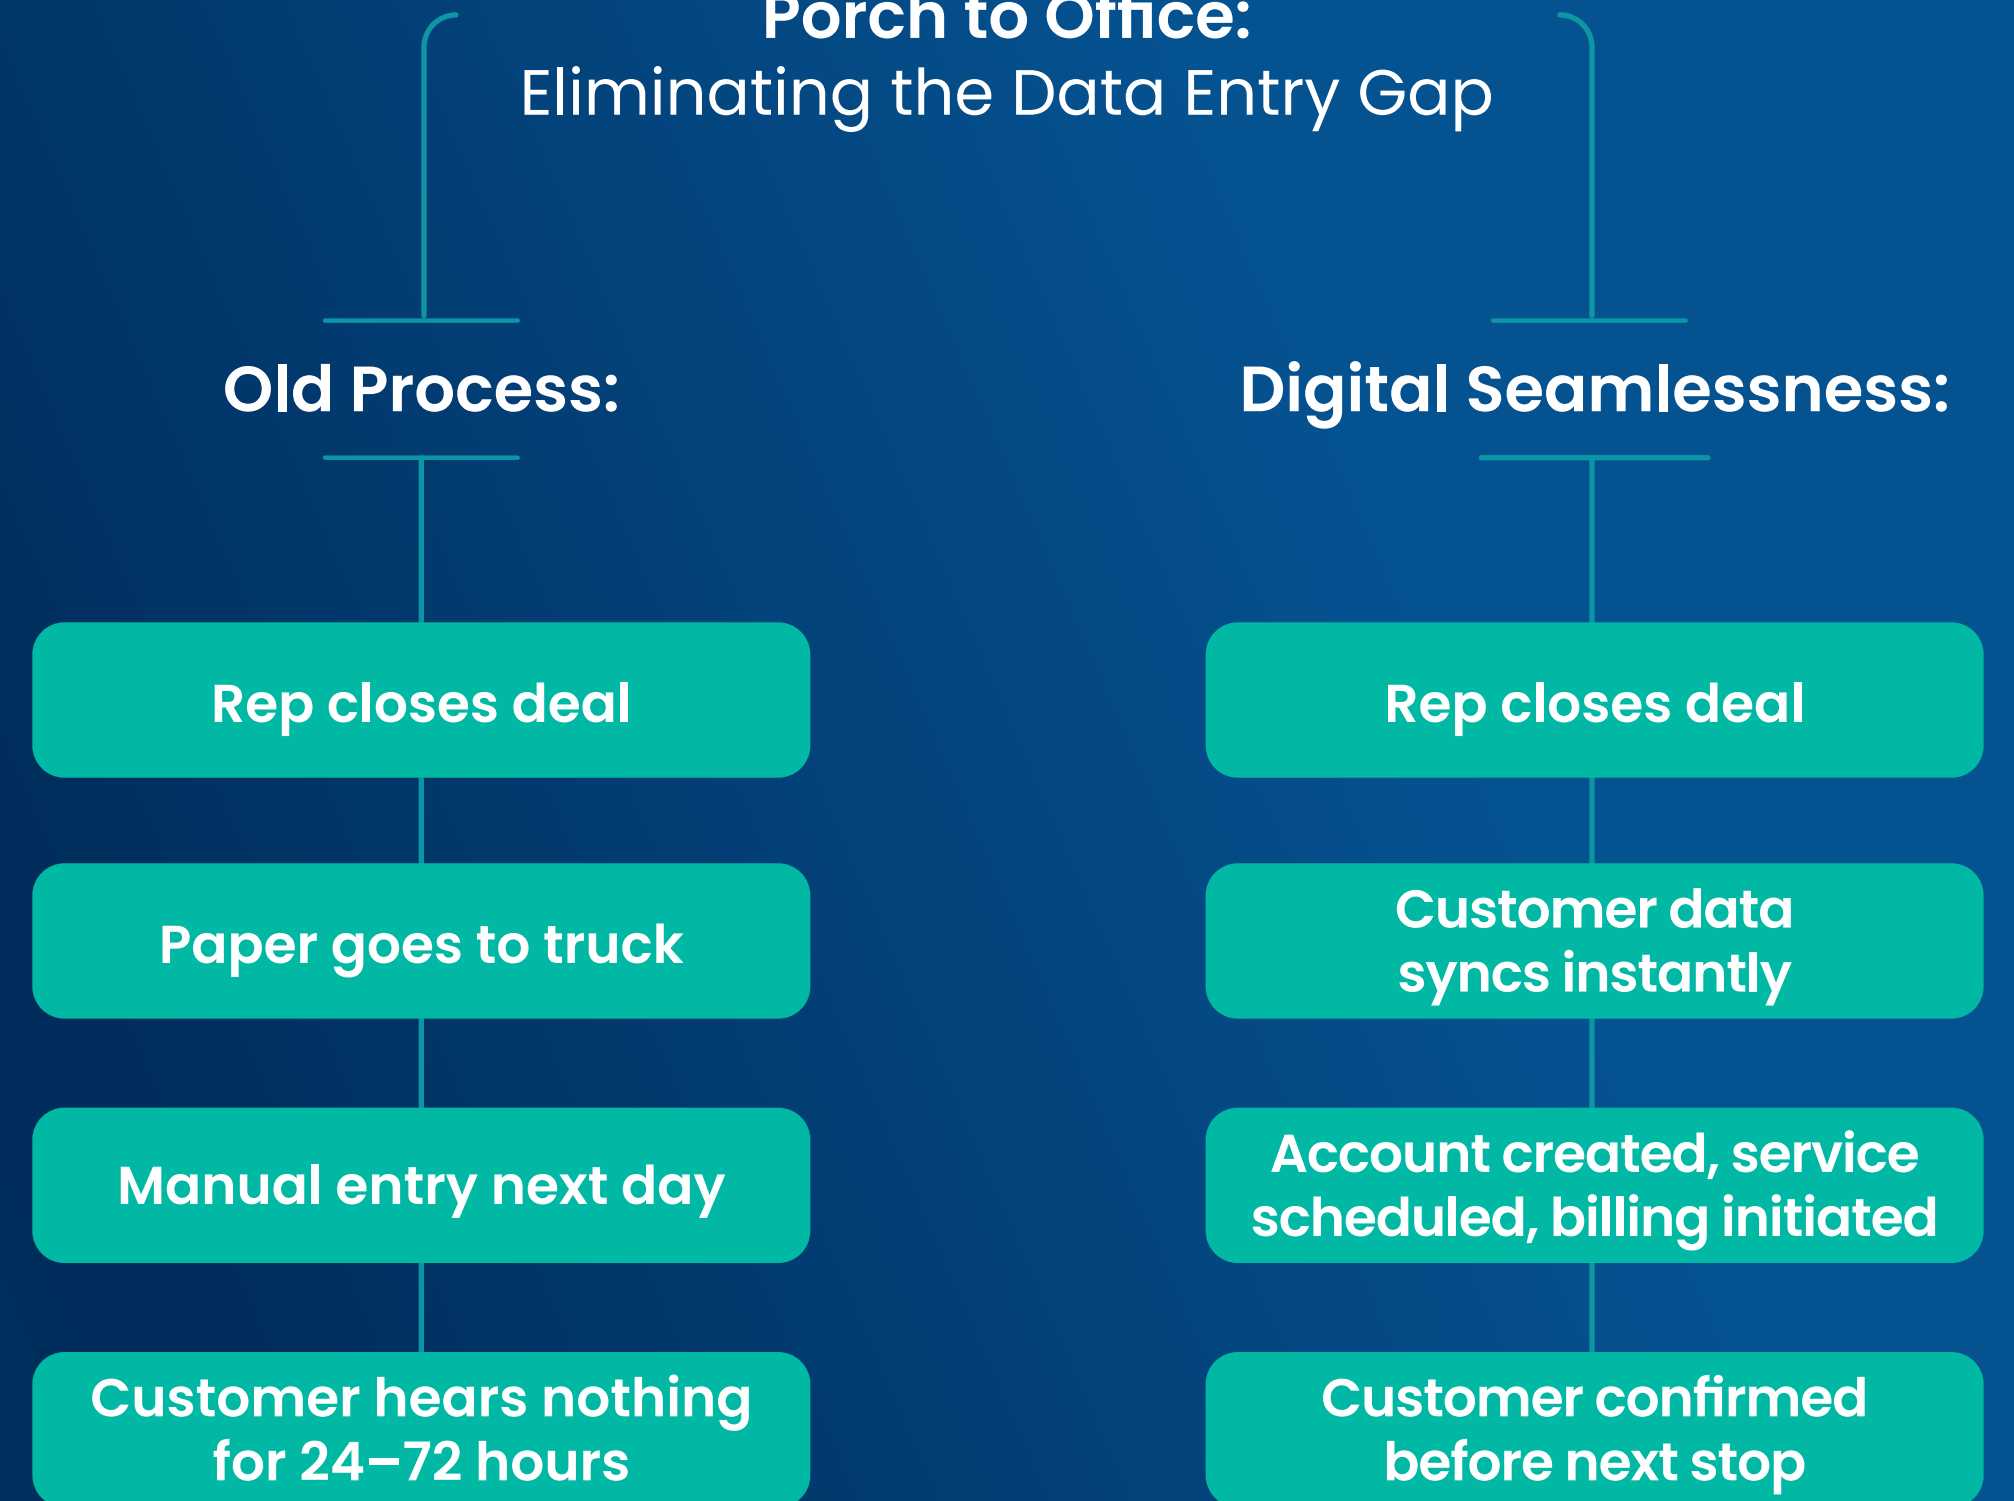 Porch to Office:
Eliminating the Data Entry Gap
Old Process:
Rep closes deal
Paper goes to truck
Manual entry next day
Customer hears nothing
for 24–72 hours
Digital Seamlessness:
Rep closes deal
Customer data
syncs instantly
Account created, service
scheduled, billing initiated
Customer confirmed
before next stop